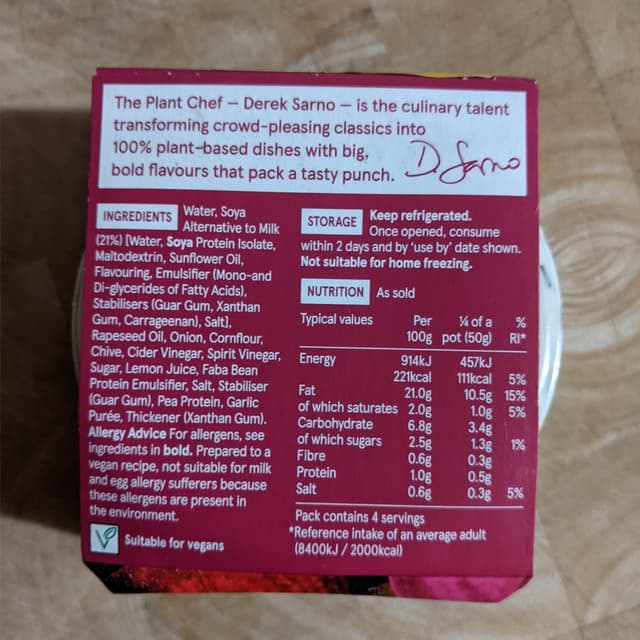 The Plant Chef — Derek Sarno — is the culinary talent
transforming crowd-pleasing classics into
100% plant-based dishes with big,
bold flavours that pack a tasty punch.
D. Sarno
INGREDIENTS Water, Soya
Alternative to Milk
(21%) [Water, Soya Protein Isolate,
Maltodextrin, Sunflower Oil,
Flavouring, Emulsifier (Mono-and
Di-glycerides of Fatty Acids),
Stabilisers (Guar Gum, Xanthan
Gum, Carrageenan), Salt],
Rapeseed Oil, Onion, Cornflour,
Chive, Cider Vinegar, Spirit Vinegar,
Sugar, Lemon Juice, Faba Bean
Protein Emulsifier, Salt, Stabiliser
(Guar Gum), Pea Protein, Garlic
Purée, Thickener (Xanthan Gum).
Allergy Advice For allergens, see
ingredients in bold. Prepared to a
vegan recipe, not suitable for milk
and egg allergy sufferers because
these allergens are present in
the environment.
Suitable for vegans
STORAGE Keep refrigerated.
Once opened, consume
within 2 days and by 'use by' date shown.
Not suitable for home freezing.
NUTRITION As sold
Typical values Per 1/4 of a %
100g pot (50g) RI*
Energy 914kJ 457kJ
221kcal 111kcal 5%
Fat 21.0g 10.5g 15%
of which saturates 2.0g 1.0g 5%
Carbohydrate 6.8g 3.4g
of which sugars 2.5g 1.3g 1%
Fibre 0.6g 0.3g
Protein 1.0g 0.5g
Salt 0.6g 0.3g 5%
Pack contains 4 servings
*Reference intake of an average adult
(8400kJ / 2000kcal)